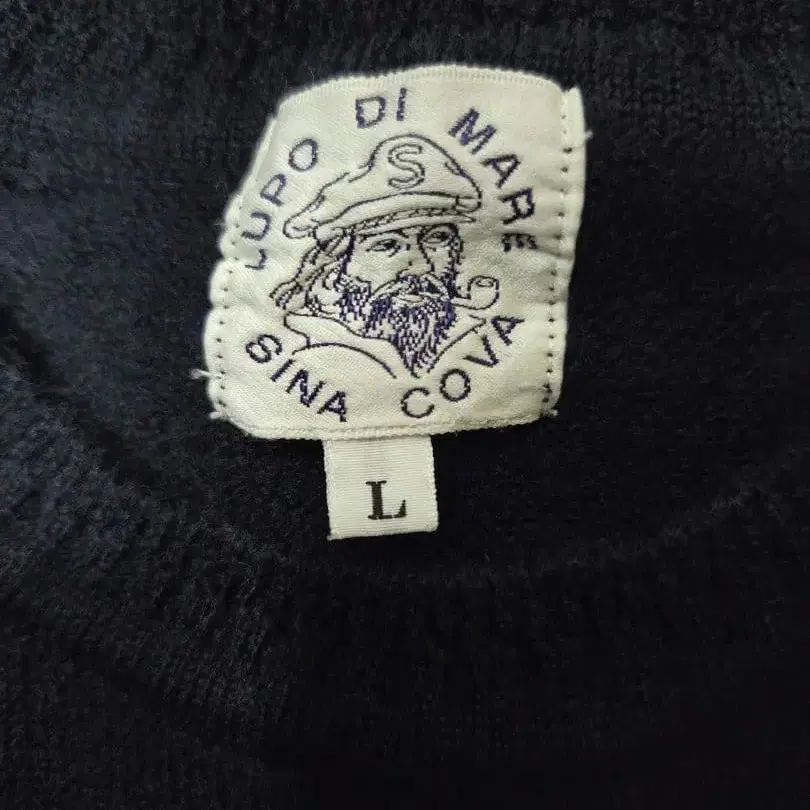 LUPO DI MARE
S
SINA COVA
L